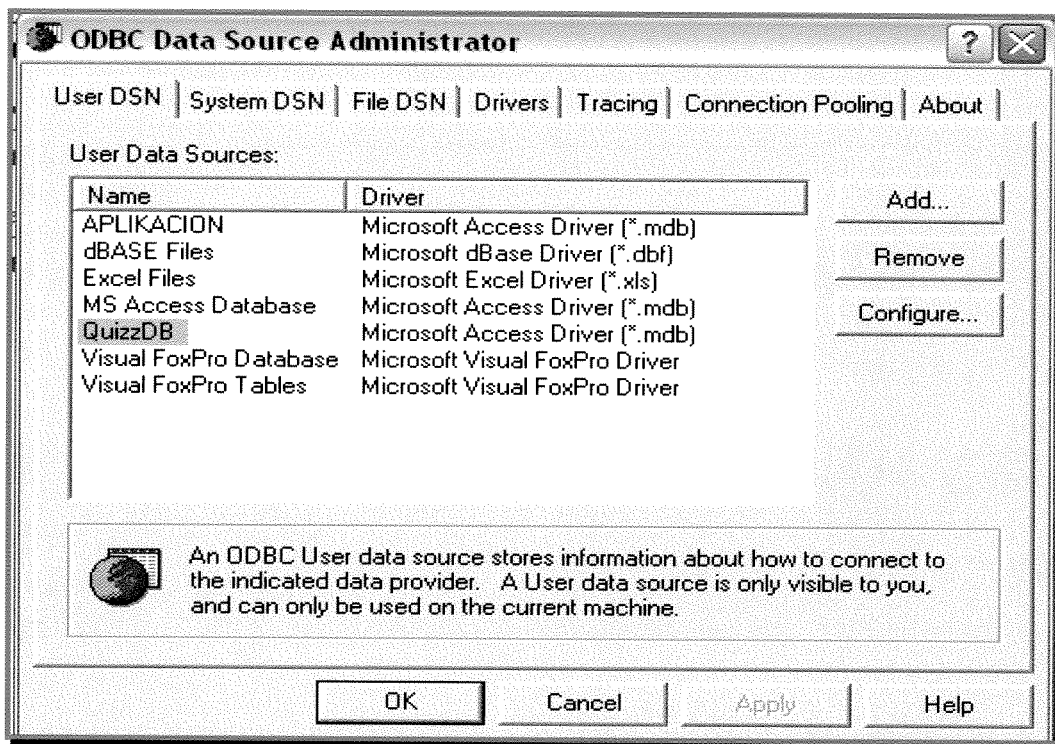 ODBC Data Source Administrator
User DSN System DSN File DSN Drivers Tracing Connection Pooling About
User Data Sources:
Name Driver
APLIKACION Microsoft Access Driver (*.mdb)
dBASE Files Microsoft dBase Driver (*.dbf)
Excel Files Microsoft Excel Driver (*.xls)
MS Access Database Microsoft Access Driver (*.mdb)
QuizzDB Microsoft Access Driver (*.mdb)
Visual FoxPro Database Microsoft Visual FoxPro Driver
Visual FoxPro Tables Microsoft Visual FoxPro Driver
Add...
Remove
Configure...
An ODBC User data source stores information about how to connect to
the indicated data provider. A User data source is only visible to you,
and can only be used on the current machine.
OK Cancel Apply Help